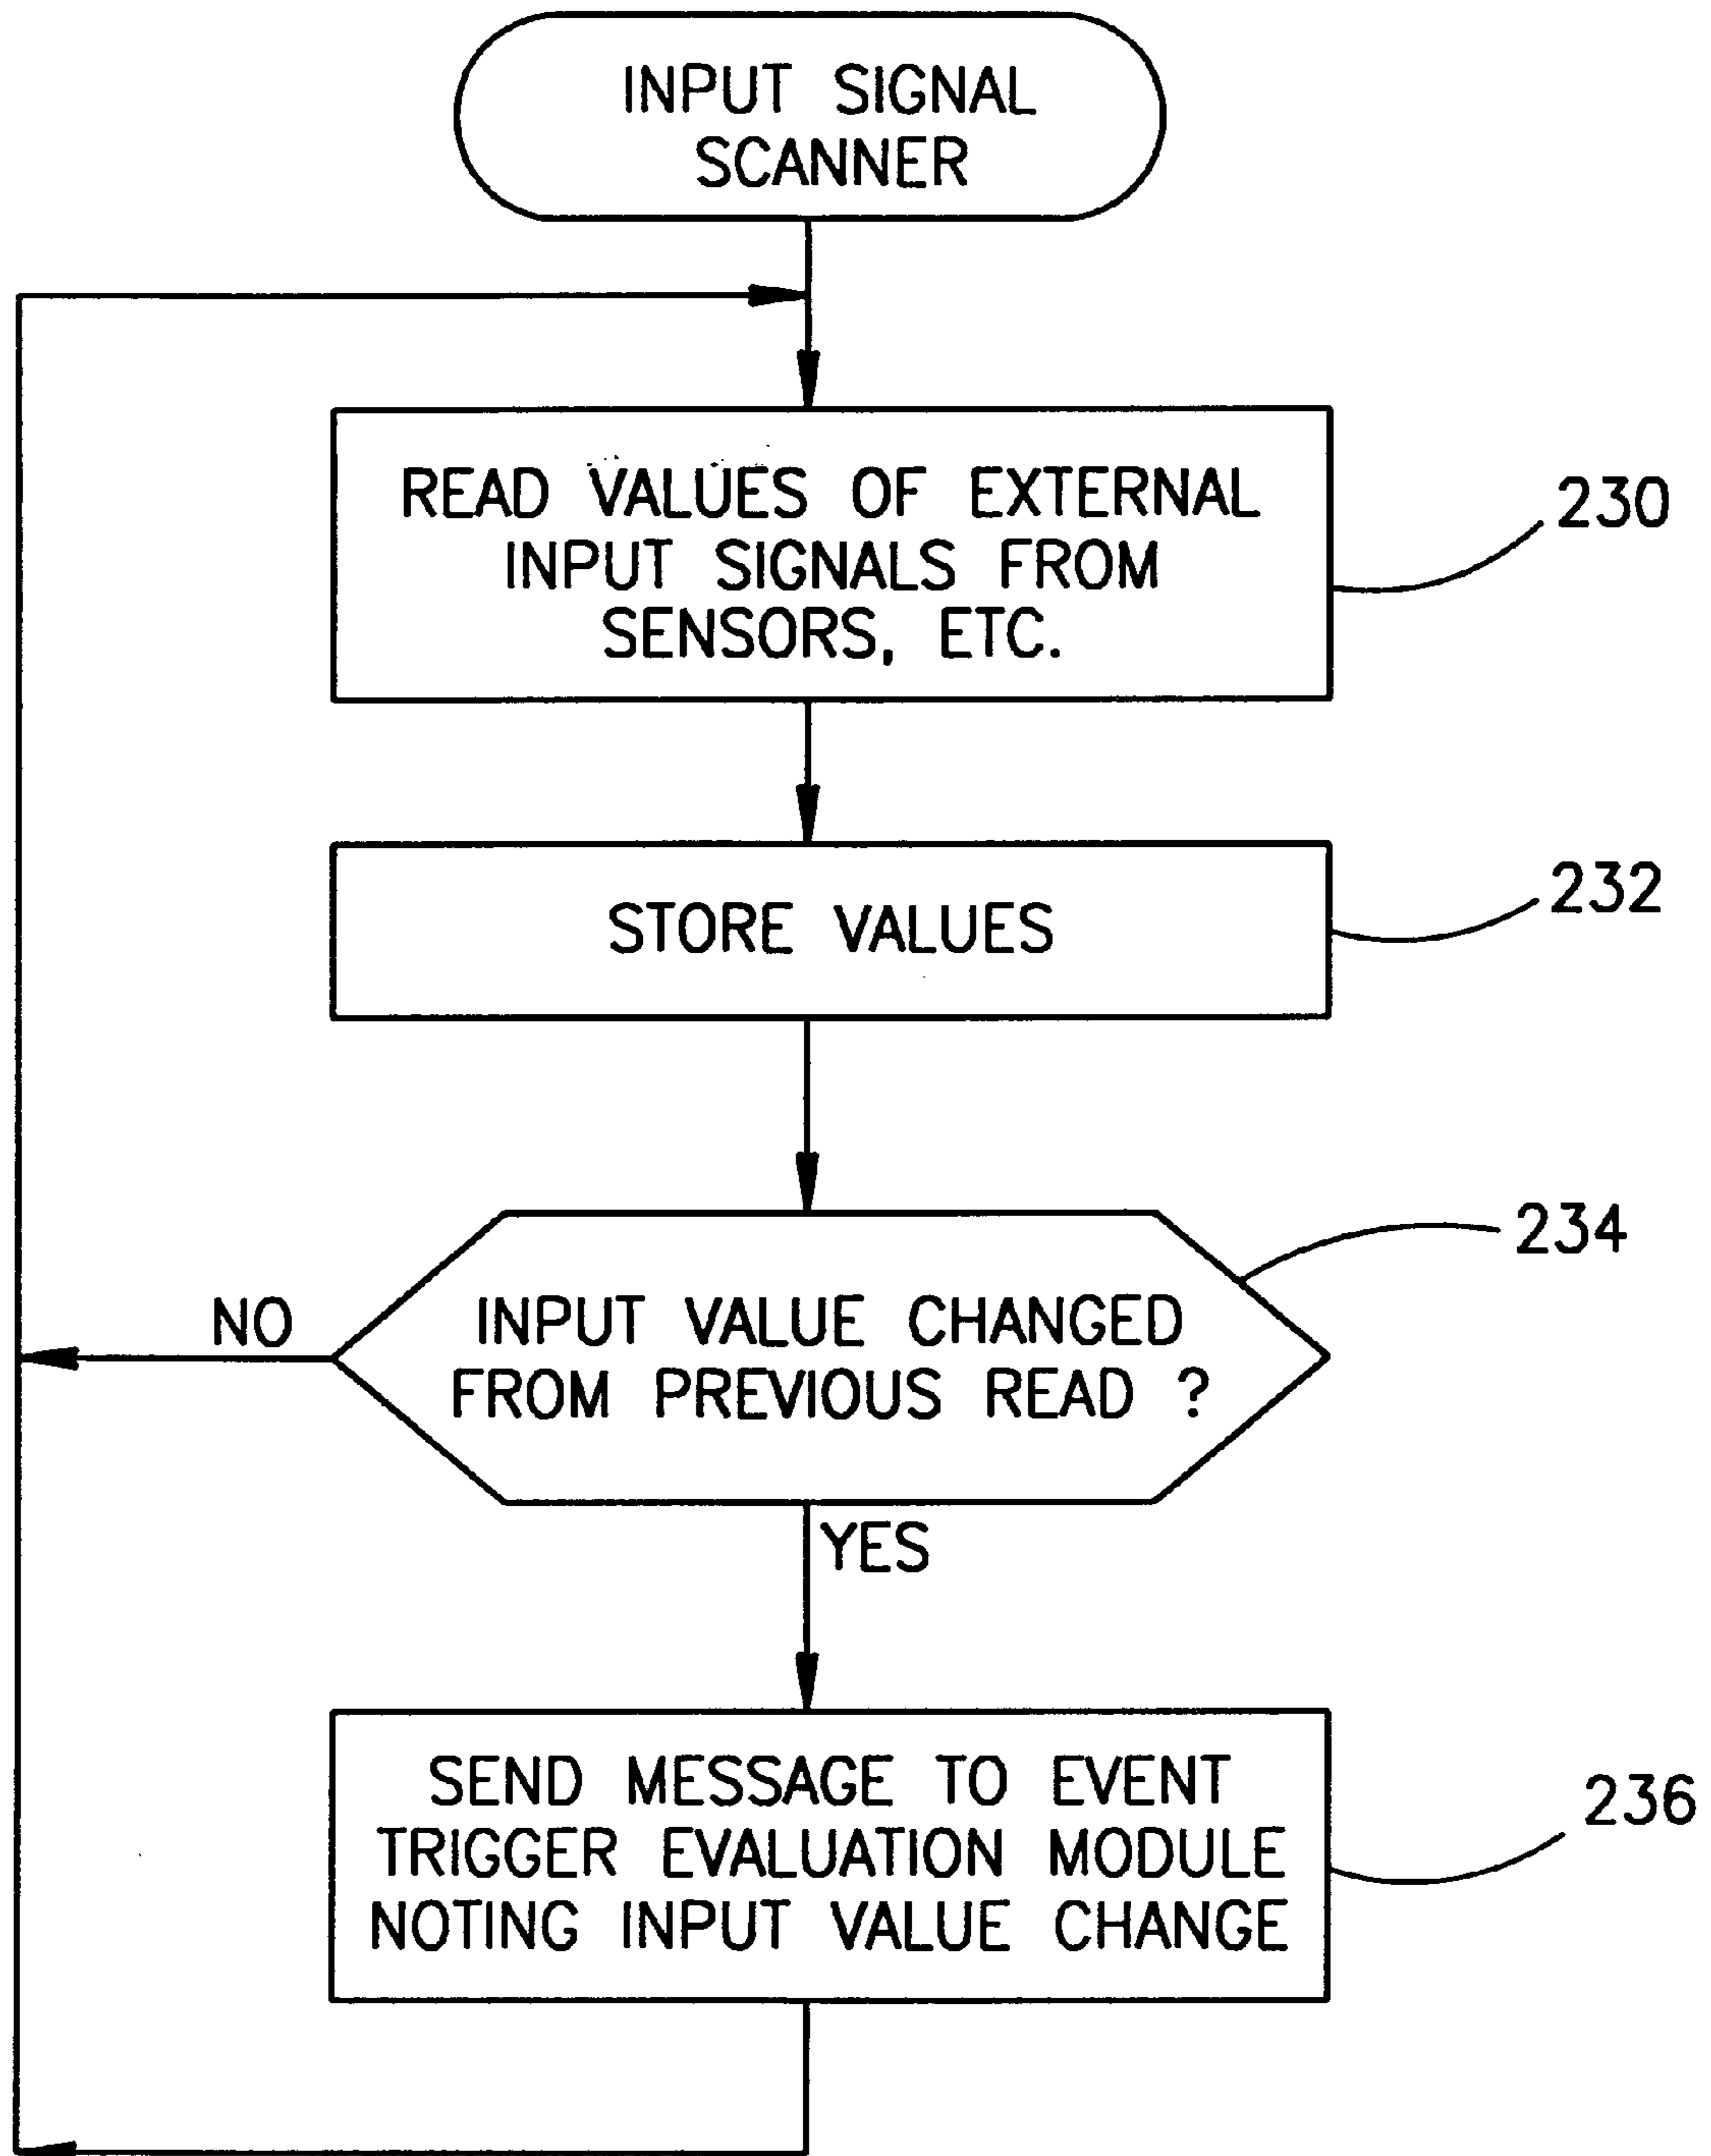 INPUT SIGNAL
SCANNER
READ VALUES OF EXTERNAL
INPUT SIGNALS FROM
SENSORS, ETC.
230
STORE VALUES
232
234
NO
INPUT VALUE CHANGED
FROM PREVIOUS READ ?
YES
SEND MESSAGE TO EVENT
TRIGGER EVALUATION MODULE
NOTING INPUT VALUE CHANGE
236